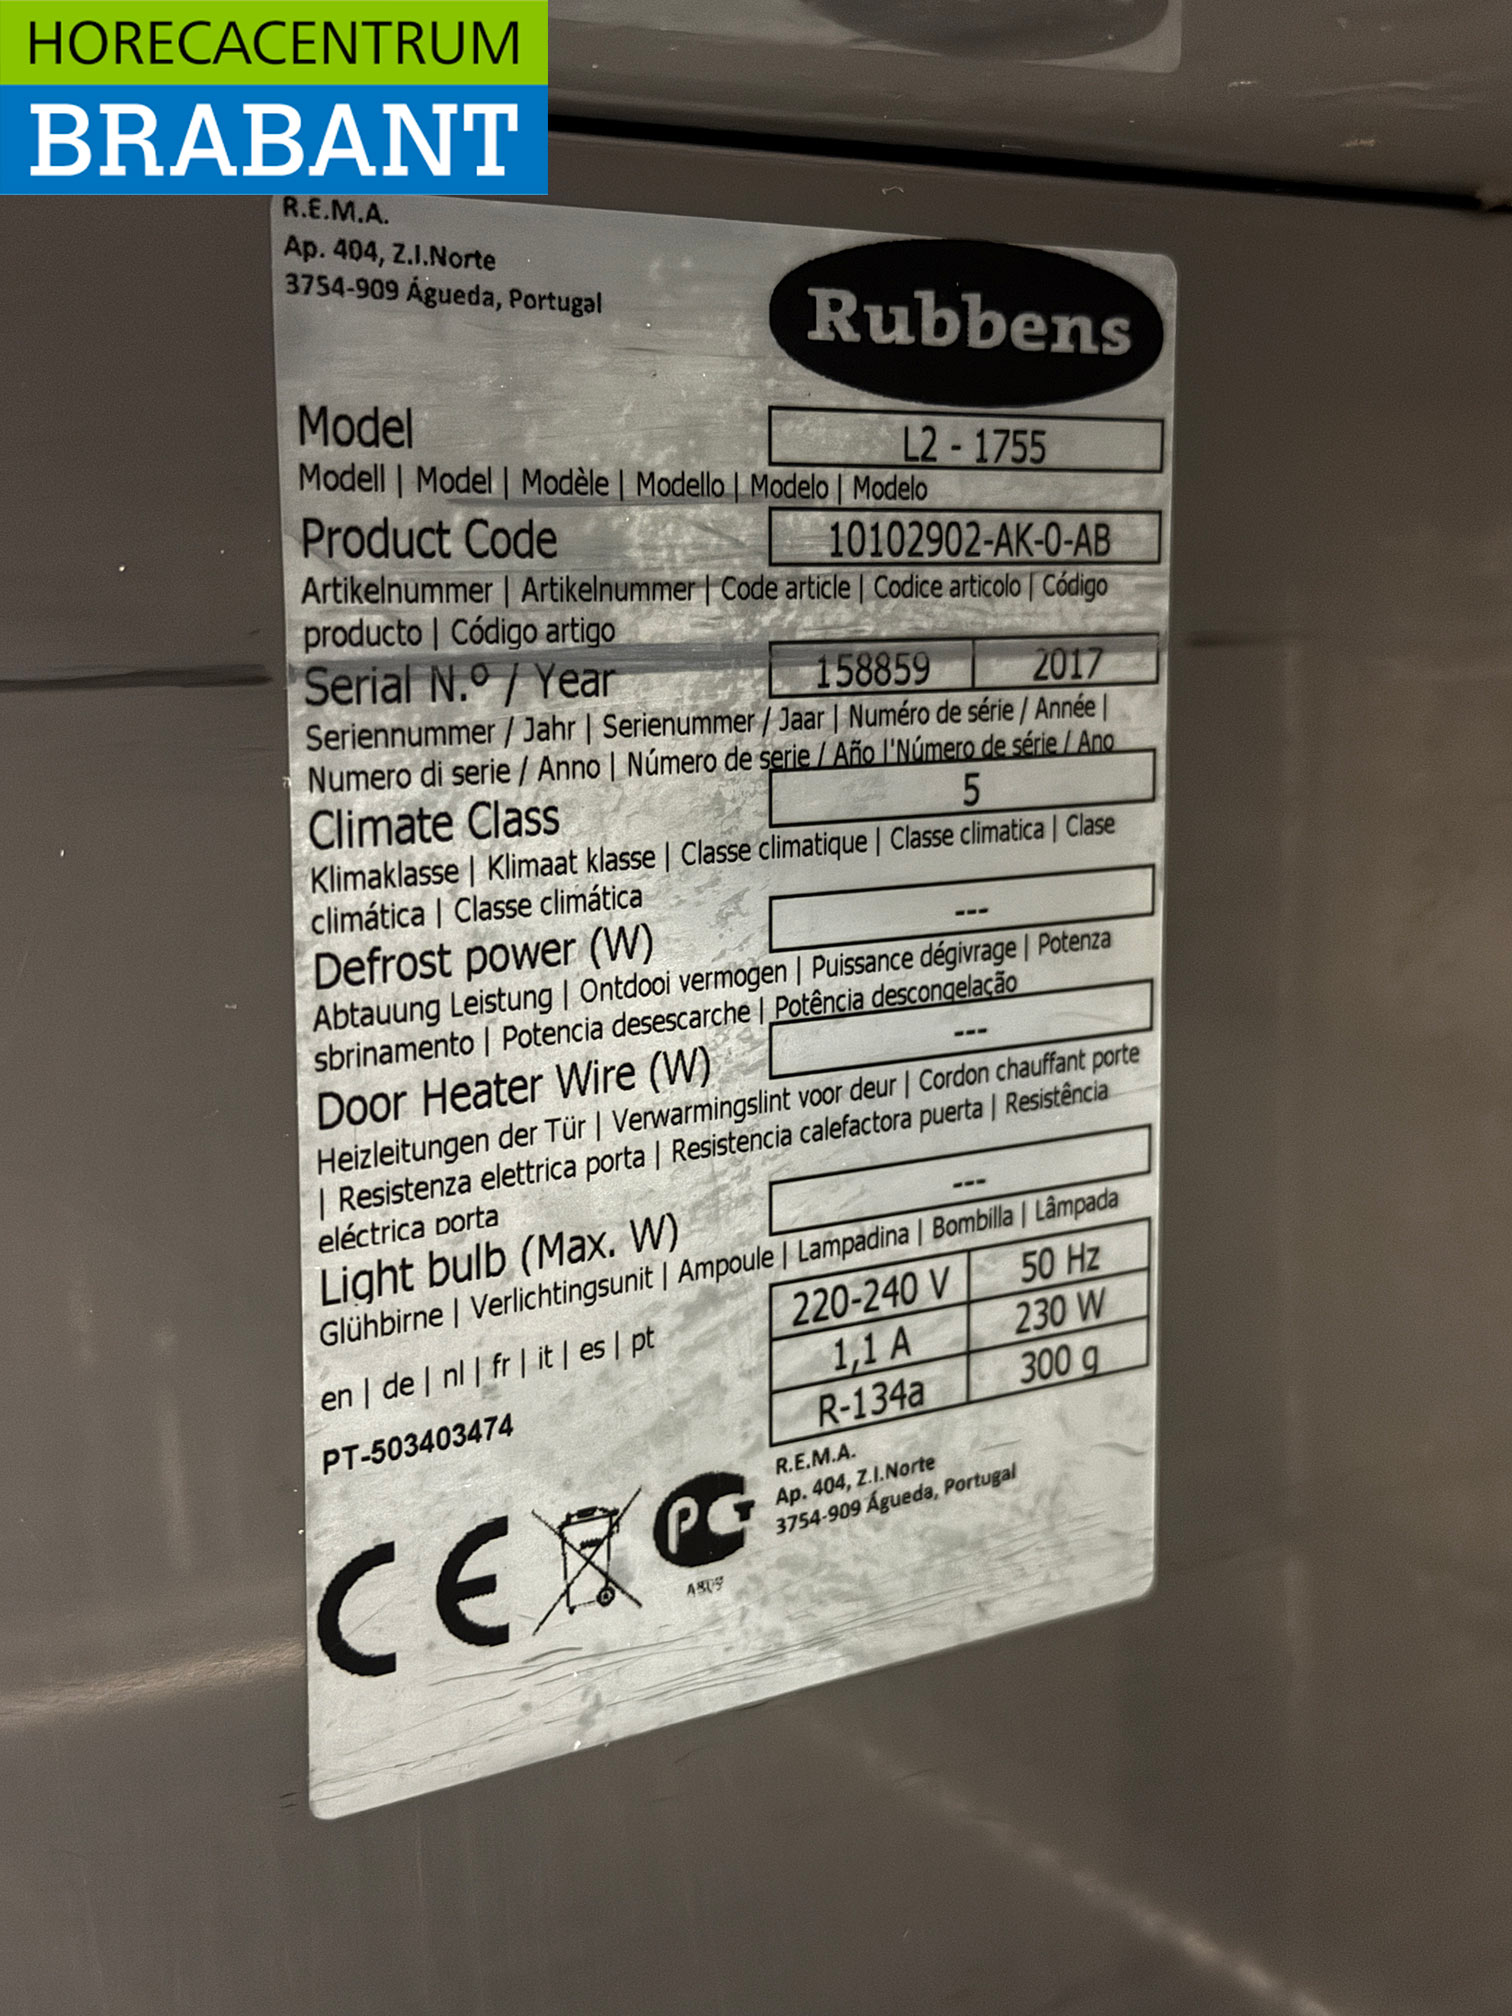 HORECACENTRUM
BRABANT
R.E.M.A.
Ap. 404, Z.I.Norte
3754-909 Águeda, Portugal
Rubbens
Model
L2 - 1755
Modell | Model | Modèle | Modello | Modelo | Modelo
Product Code
10102902-AK-0-AB
Artikelnummer | Artikelnummer | Code article | Codice articolo | Código
producto | Código artigo
Serial N.º / Year
158859
2017
Seriennummer / Jahr | Serienummer / Jaar | Numéro de série / Année |
Numero di serie / Anno | Número de serie / Año l'Número de série / Ano
Climate Class
5
Klimaklasse | Klimaat klasse | Classe climatique | Classe climatica | Clase
climática | Classe climática
Defrost power (W)
---
Abtauung Leistung | Ontdooi vermogen | Puissance dégivrage | Potenza
sbrinamento | Potencia desescarche | Potência descongelação
Door Heater Wire (W)
---
Heizleitungen der Tür | Verwarmingslint voor deur | Cordon chauffant porte
| Resistenza elettrica porta | Resistencia calefactora puerta | Resistência
eléctrica porta
Light bulb (Max. W)
---
Glühbirne | Verlichtingsunit | Ampoule | Lampadina | Bombilla | Lâmpada
220-240 V
50 Hz
1,1 A
230 W
R-134a
300 g
en | de | nl | fr | it | es | pt
PT-503403474
R.E.M.A.
Ap. 404, Z.I.Norte
3754-909 Águeda, Portugal
CE